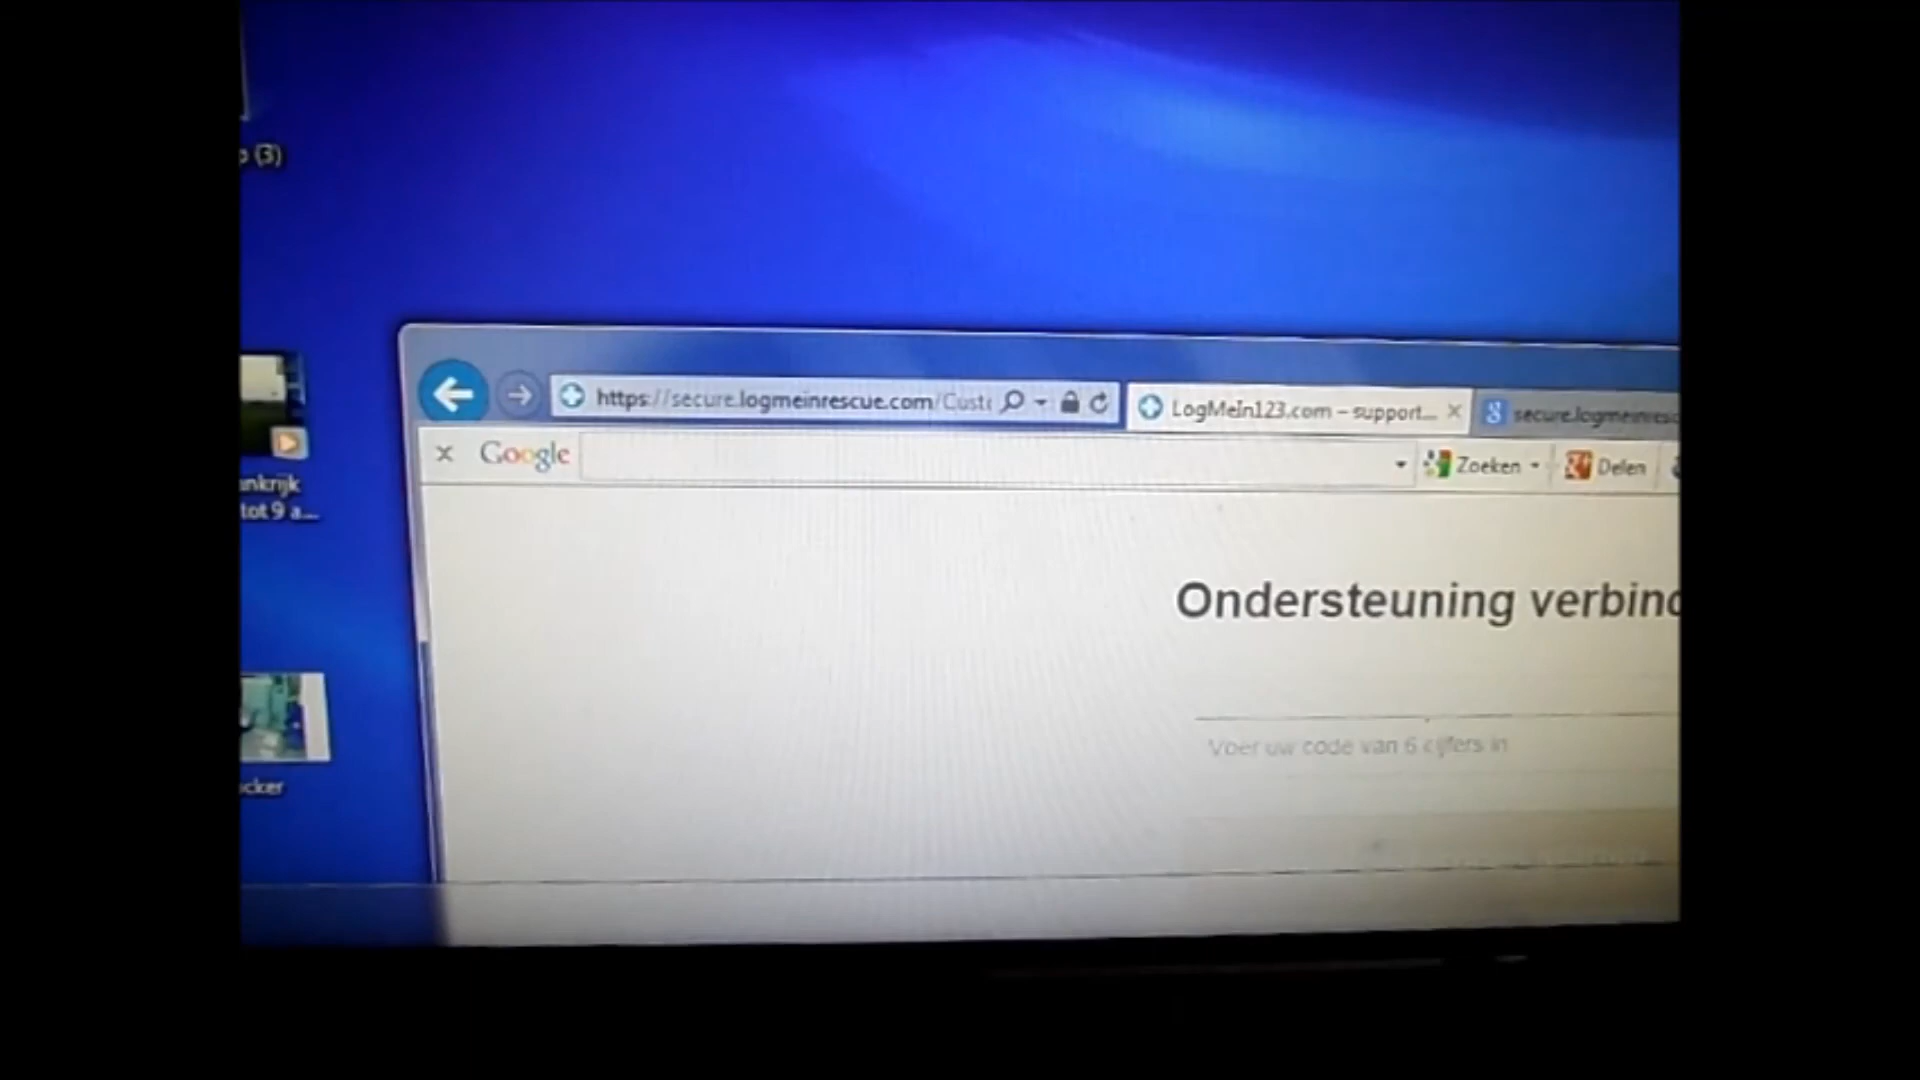 (3)
https://secure.logmeinrescue.com/Cust
LogMeIn123.com – support...
secure.logmeinresc
Google
Zoeken
Delen
ankrijk
tot 9 a...
Ondersteuning verbind
Voer uw code van 6 cijfers in
cker